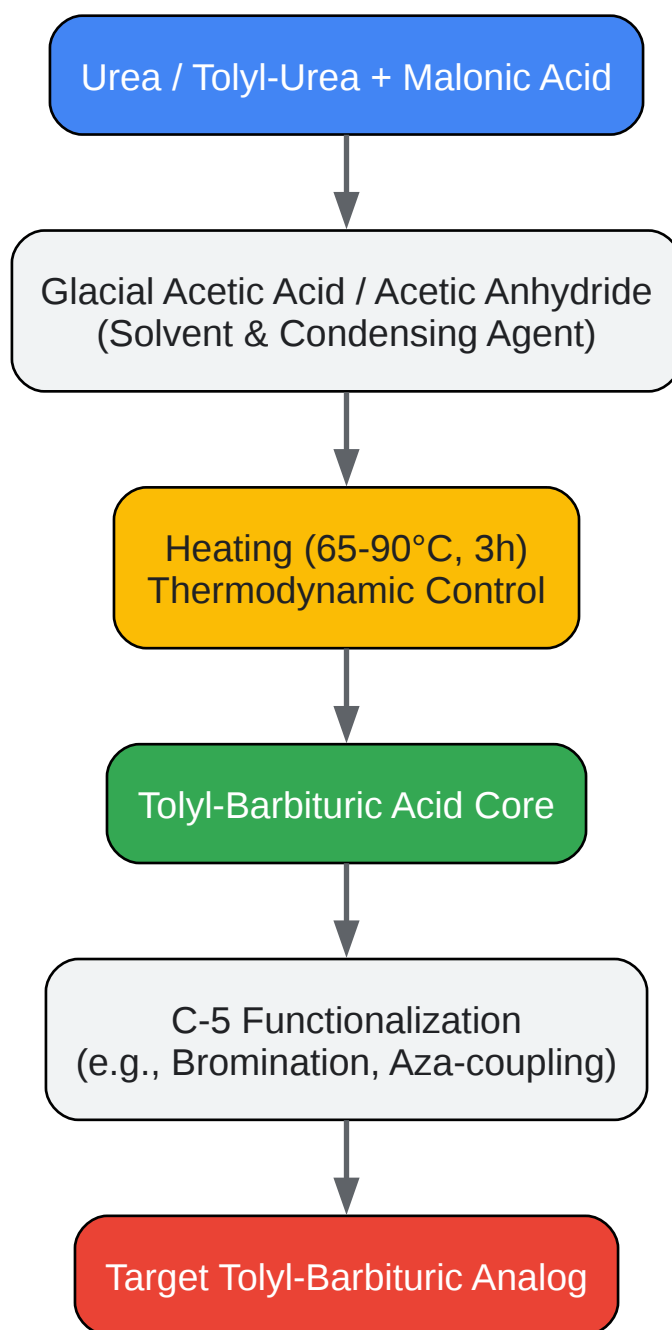 Urea / Tolyl-Urea + Malonic Acid
Glacial Acetic Acid / Acetic Anhydride
(Solvent & Condensing Agent)
Heating (65-90°C, 3h)
Thermodynamic Control
Tolyl-Barbituric Acid Core
C-5 Functionalization
(e.g., Bromination, Aza-coupling)
Target Tolyl-Barbituric Analog